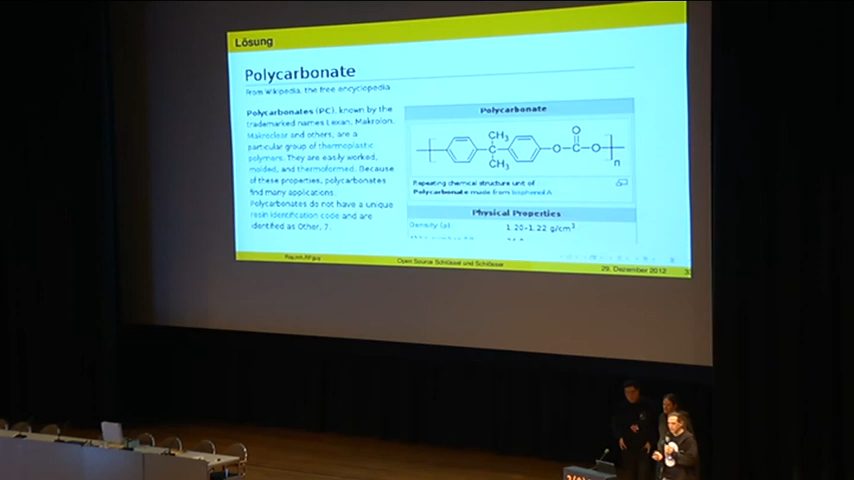 Lösung
Polycarbonate
From Wikipedia, the free encyclopedia
Polycarbonates (PC), known by the
trademarked names Lexan, Makrolon,
Makroclear and others, are a
particular group of thermoplastic
polymers. They are easily worked,
molded, and thermoformed. Because
of these properties, polycarbonates
find many applications.
Polycarbonates do not have a unique
resin identification code and are
identified as Other, 7.
Polycarbonate
CH3
C
CH3
O
O
C
O
n
Repeating chemical structure unit of
Polycarbonate made from bisphenol A
Physical Properties
Density (ρ)
1.20–1.22 g/cm3
Open Source Schlüssel und Schlösser
29. Dezember 2012